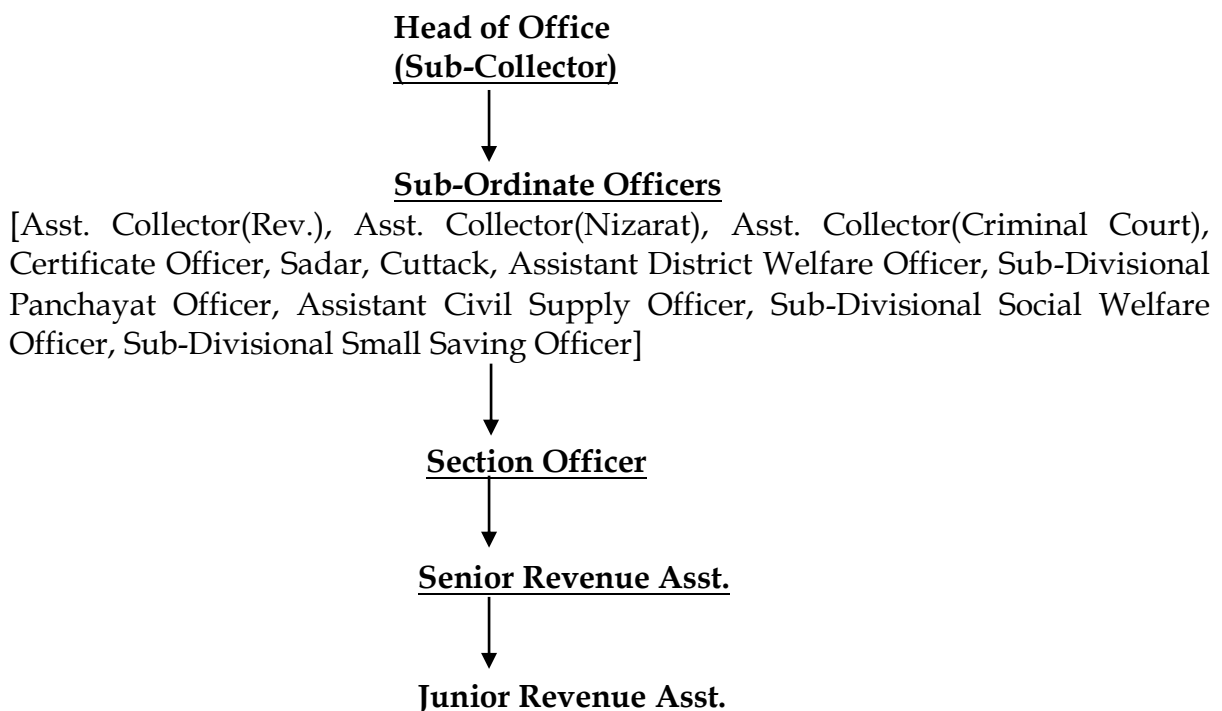 Head of Office
(Sub-Collector)
Sub-Ordinate Officers
[Asst. Collector(Rev.), Asst. Collector(Nizarat), Asst. Collector(Criminal Court),
Certificate Officer, Sadar, Cuttack, Assistant District Welfare Officer, Sub-Divisional
Panchayat Officer, Assistant Civil Supply Officer, Sub-Divisional Social Welfare
Officer, Sub-Divisional Small Saving Officer]
Section Officer
Senior Revenue Asst.
Junior Revenue Asst.